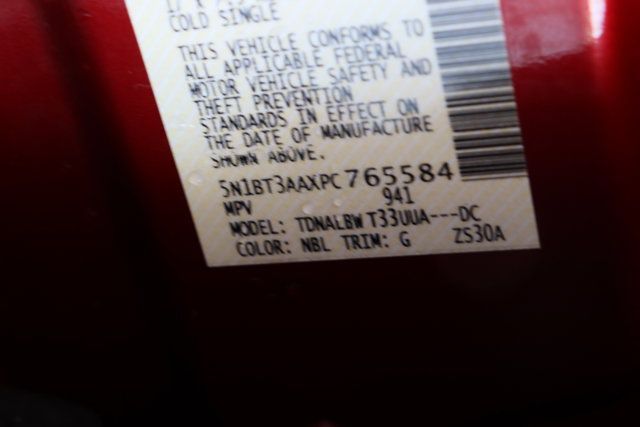 COLD SINGLE
THIS VEHICLE CONFORMS TO
ALL APPLICABLE FEDERAL
MOTOR VEHICLE SAFETY AND
THEFT PREVENTION
STANDARDS IN EFFECT ON
THE DATE OF MANUFACTURE
SHOWN ABOVE.
5N1BT3AAXPC765584
MPV 941
MODEL: TDNALBW T33UUA---DC
COLOR: NBL TRIM: G ZS30A